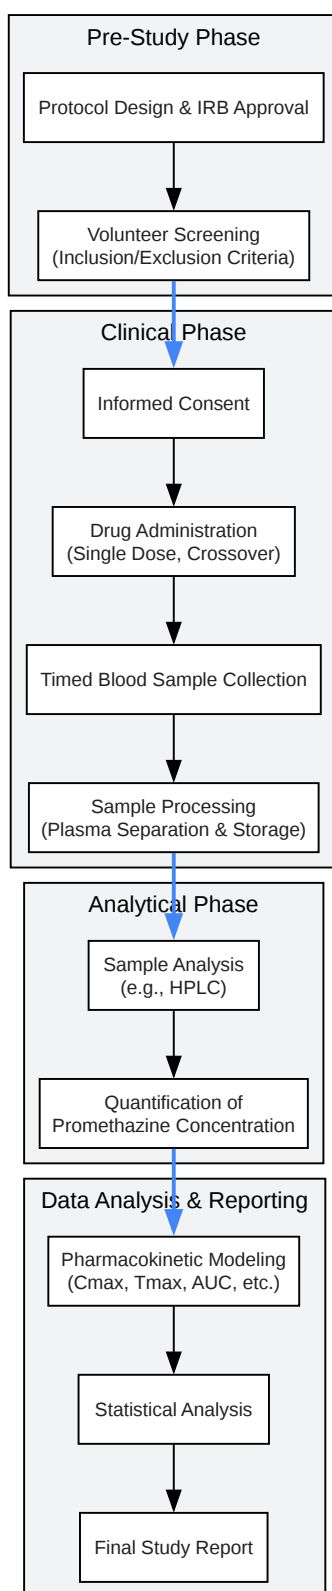 Pre-Study Phase
Protocol Design & IRB Approval
Volunteer Screening
(Inclusion/Exclusion Criteria)
Clinical Phase
Informed Consent
Drug Administration
(Single Dose, Crossover)
Timed Blood Sample Collection
Sample Processing
(Plasma Separation & Storage)
Analytical Phase
Sample Analysis
(e.g., HPLC)
Quantification of
Promethazine Concentration
Data Analysis & Reporting
Pharmacokinetic Modeling
(Cmax, Tmax, AUC, etc.)
Statistical Analysis
Final Study Report